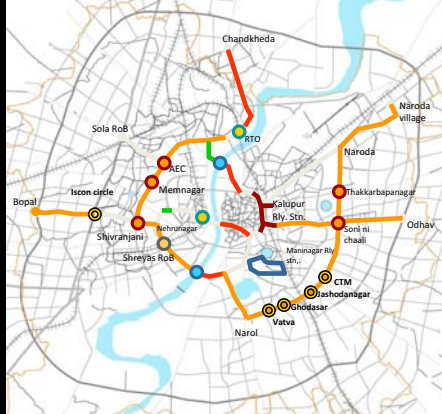 Chandkheda
Naroda
village
Sola RoB
RTO
Naroda
AEC
Memnagar
Thakkarbapanagar
Bopal
Iscon circle
Kalupur
Rly. Stn.
Shivranjani
Nehrunagar
Soni ni
chaali
Odhav
Shreyas RoB
Maninagar Rly
stn,.
CTM
Jashodanagar
Ghodasar
Vatva
Narol